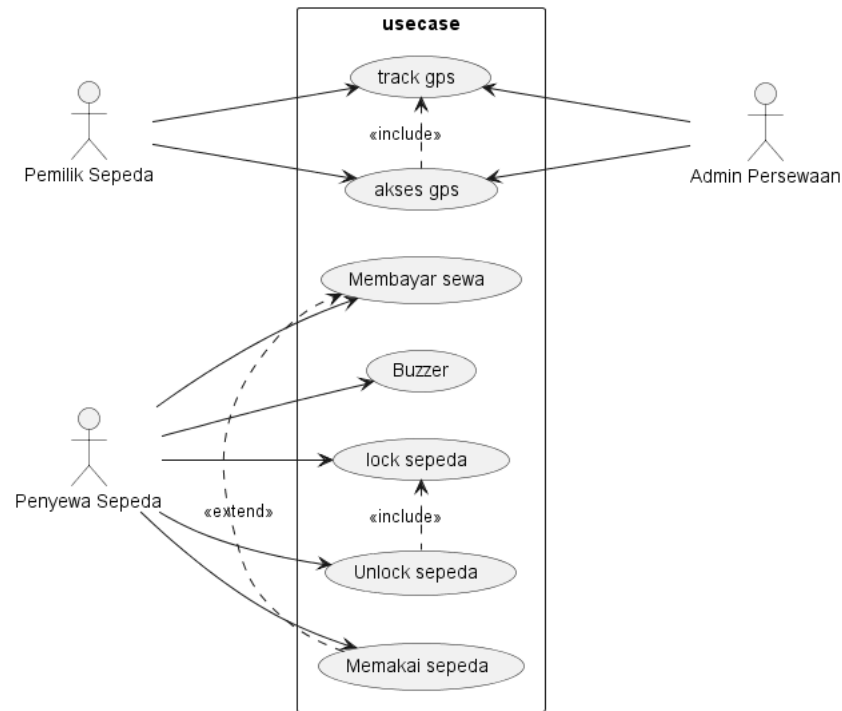 usecase
track gps
«include»
akses gps
Pemilik Sepeda
Admin Persewaan
Membayar sewa
Buzzer
lock sepeda
Penyewa Sepeda
«extend»
«include»
Unlock sepeda
Memakai sepeda